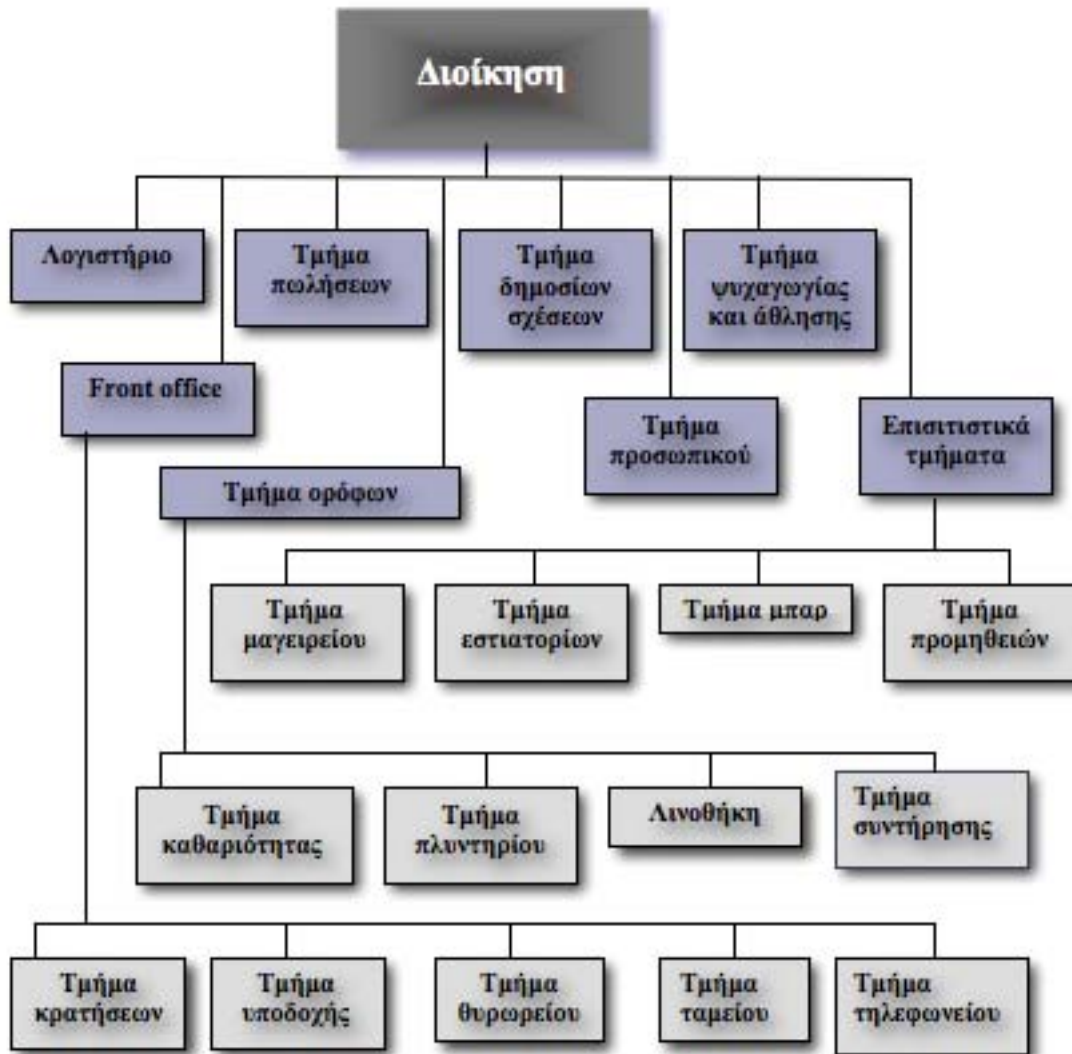 Διοίκηση
Λογιστήριο
Τμήμα
πωλήσεων
Τμήμα
δημοσίων
σχέσεων
Τμήμα
ψυχαγωγίας
και άθλησης
Front office
Τμήμα
προσωπικού
Επισιτιστικά
τμήματα
Τμήμα ορόφων
Τμήμα
μαγειρείου
Τμήμα
εστιατορίων
Τμήμα μπαρ
Τμήμα
προμηθειών
Τμήμα
καθαριότητας
Τμήμα
πλυντηρίου
Λινοθήκη
Τμήμα
συντήρησης
Τμήμα
κρατήσεων
Τμήμα
υποδοχής
Τμήμα
θυρωρείου
Τμήμα
ταμείου
Τμήμα
τηλεφωνείου